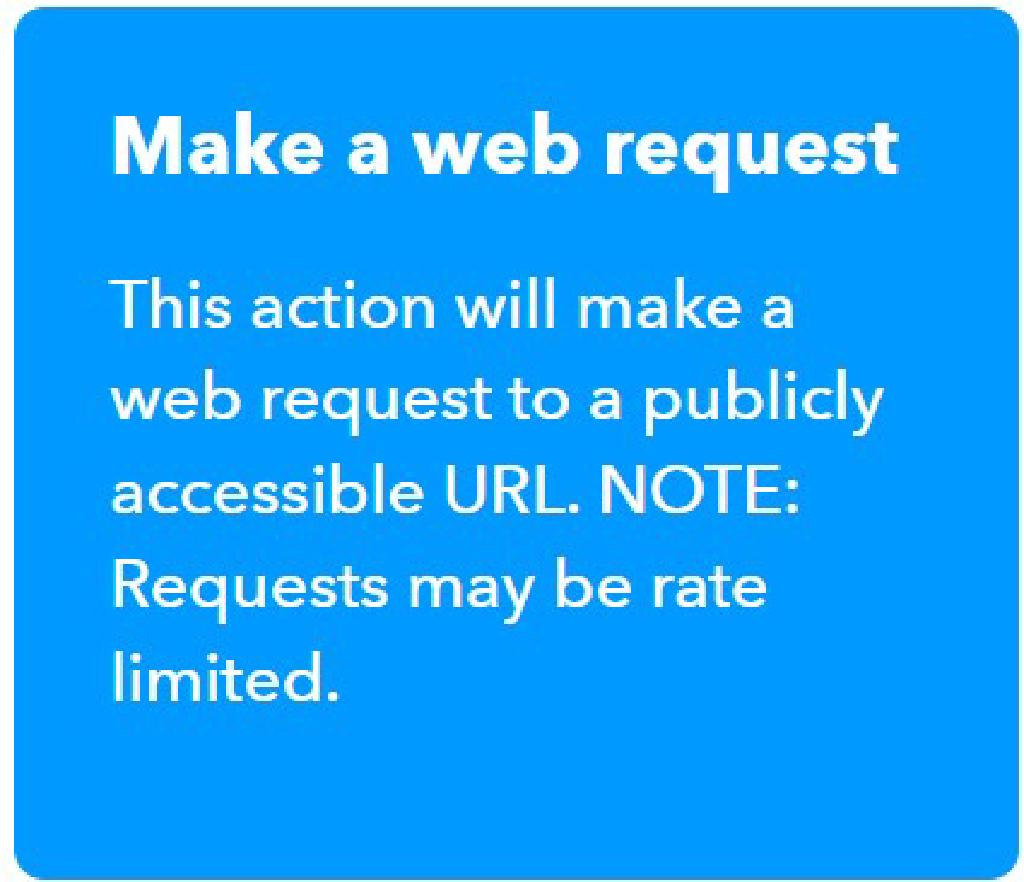 Make a web request
This action will make a
web request to a publicly
accessible URL. NOTE:
Requests may be rate
limited.